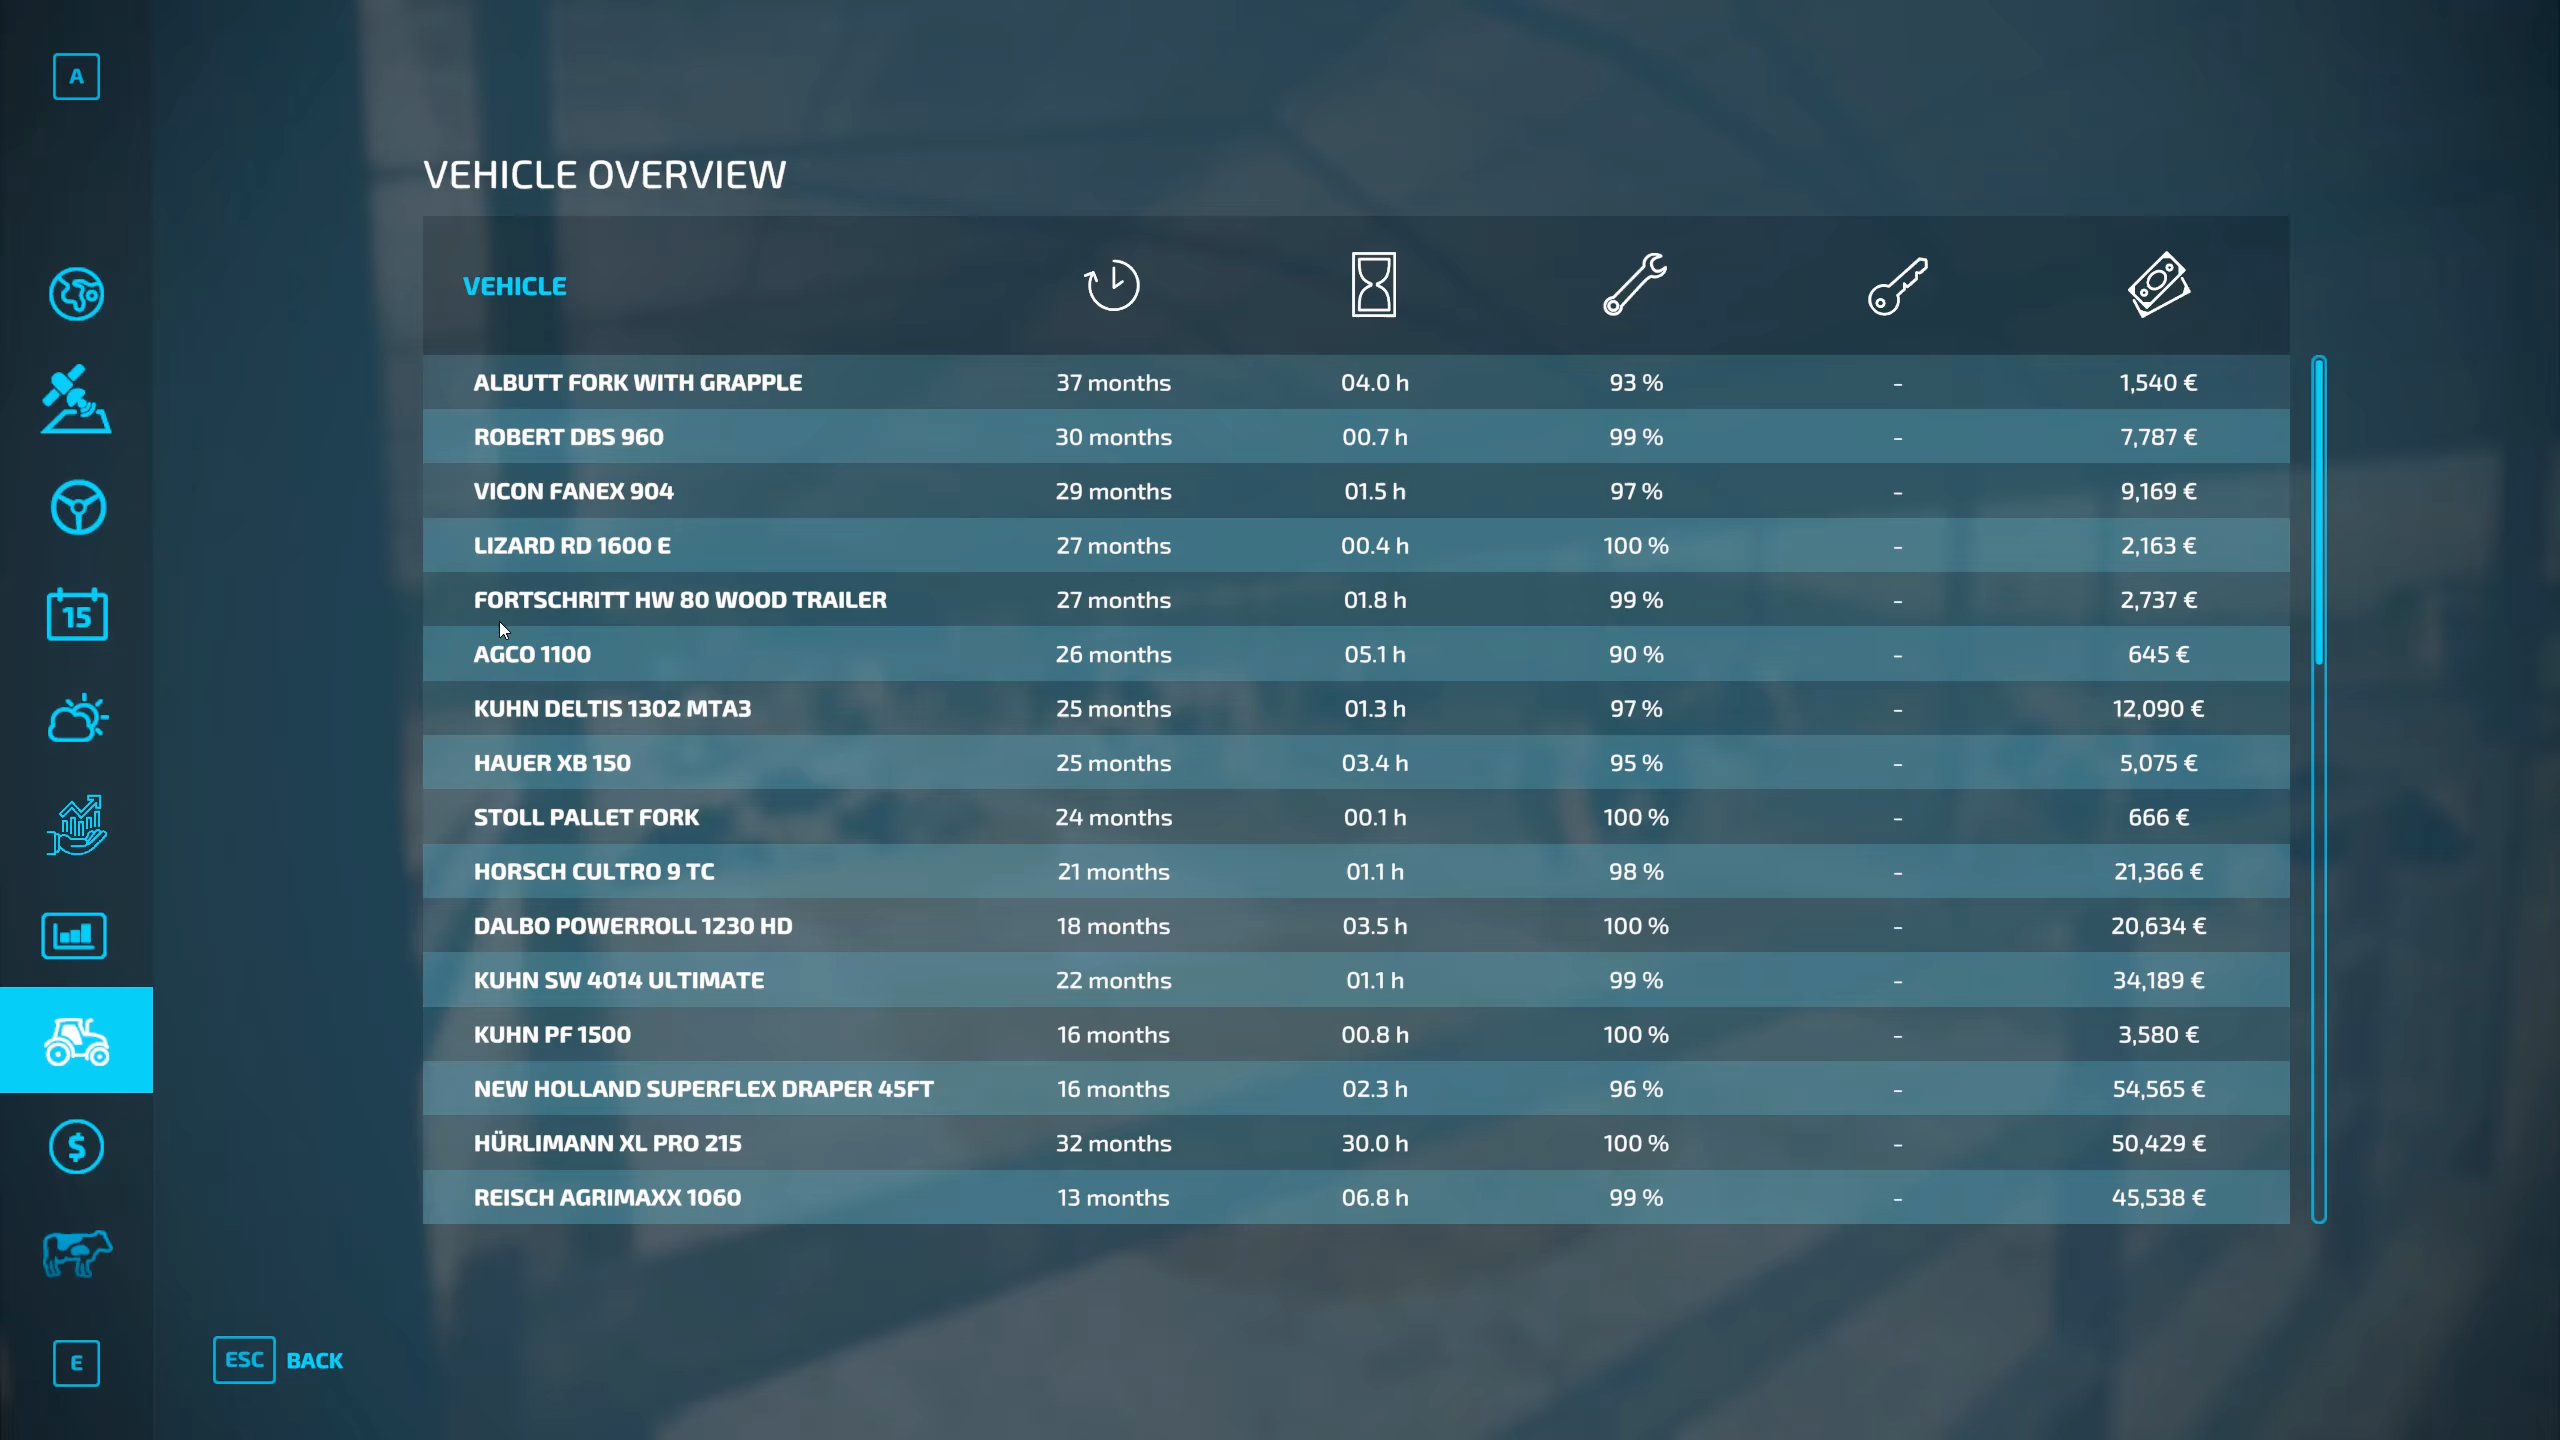 A
VEHICLE OVERVIEW
VEHICLE
ALBUTT FORK WITH GRAPPLE 37 months 04.0 h 93 % - 1,540 €
ROBERT DBS 960 30 months 00.7 h 99 % - 7,787 €
VICON FANEX 904 29 months 01.5 h 97 % - 9,169 €
LIZARD RD 1600 E 27 months 00.4 h 100 % - 2,163 €
FORTSCHRITT HW 80 WOOD TRAILER 27 months 01.8 h 99 % - 2,737 €
15
AGCO 1100 26 months 05.1 h 90 % - 645 €
KUHN DELTIS 1302 MTA3 25 months 01.3 h 97 % - 12,090 €
HAUER XB 150 25 months 03.4 h 95 % - 5,075 €
STOLL PALLET FORK 24 months 00.1 h 100 % - 666 €
HORSCH CULTRO 9 TC 21 months 01.1 h 98 % - 21,366 €
DALBO POWERROLL 1230 HD 18 months 03.5 h 100 % - 20,634 €
KUHN SW 4014 ULTIMATE 22 months 01.1 h 99 % - 34,189 €
KUHN PF 1500 16 months 00.8 h 100 % - 3,580 €
NEW HOLLAND SUPERFLEX DRAPER 45FT 16 months 02.3 h 96 % - 54,565 €
HÜRLIMANN XL PRO 215 32 months 30.0 h 100 % - 50,429 €
$
REISCH AGRIMAXX 1060 13 months 06.8 h 99 % - 45,538 €
E
ESC BACK